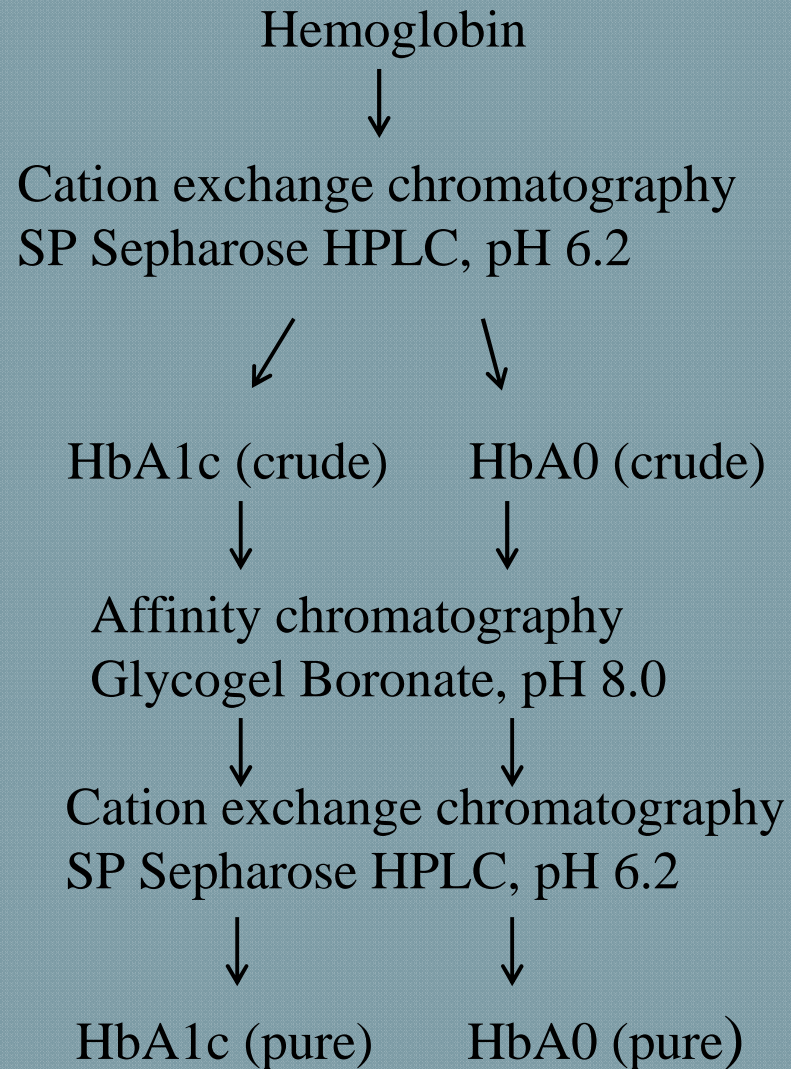 Hemoglobin
Cation exchange chromatography
SP Sepharose HPLC, pH 6.2
HbA1c (crude) HbA0 (crude)
Affinity chromatography
Glycogel Boronate, pH 8.0
Cation exchange chromatography
SP Sepharose HPLC, pH 6.2
HbA1c (pure) HbA0 (pure)